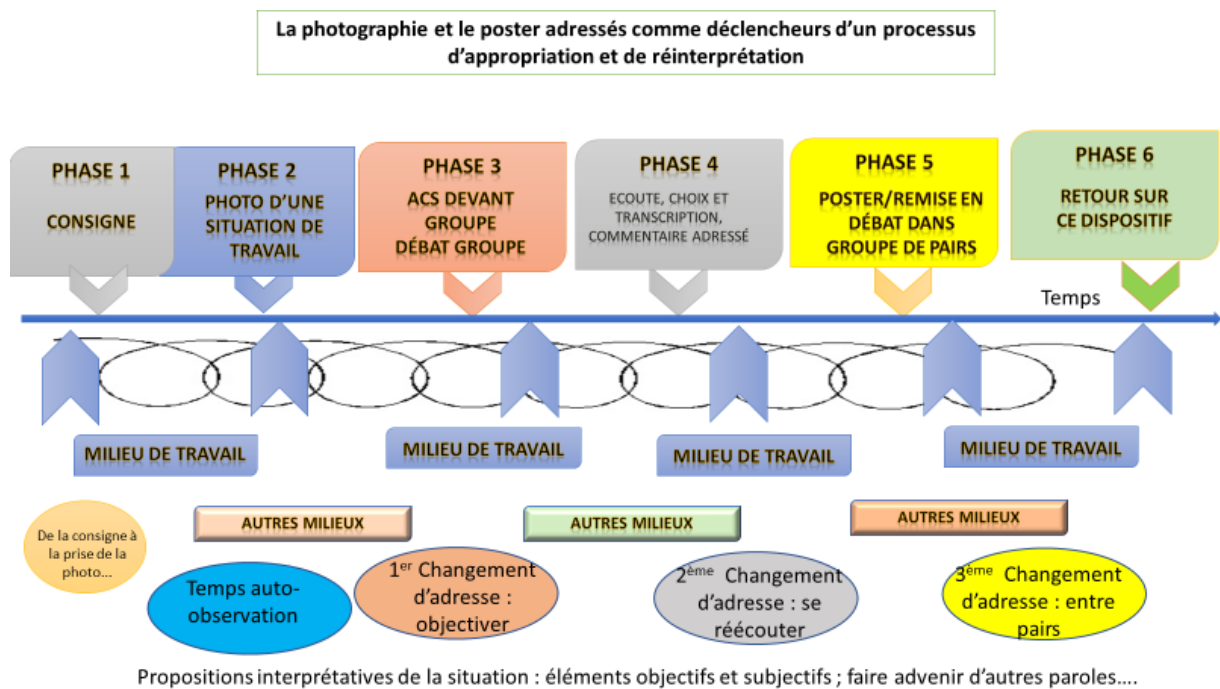 La photographie et le poster adressés comme déclencheurs d’un processus
d’appropriation et de réinterprétation
PHASE 1
CONSIGNE
PHASE 2
PHOTO D’UNE
SITUATION DE
TRAVAIL
PHASE 3
ACS DEVANT
GROUPE
DÉBAT GROUPE
PHASE 4
ECOUTE, CHOIX ET
TRANSCRIPTION,
COMMENTAIRE ADRESSÉ
PHASE 5
POSTER/REMISE EN
DÉBAT DANS
GROUPE DE PAIRS
PHASE 6
RETOUR SUR
CE DISPOSITIF
Temps
MILIEU DE TRAVAIL
MILIEU DE TRAVAIL
MILIEU DE TRAVAIL
MILIEU DE TRAVAIL
De la consigne à
la prise de la
photo...
AUTRES MILIEUX
AUTRES MILIEUX
AUTRES MILIEUX
Temps auto-
observation
1er Changement
d’adresse :
objectiver
2ème Changement
d’adresse : se
réécouter
3ème Changement
d’adresse : entre
pairs
Propositions interprétatives de la situation : éléments objectifs et subjectifs ; faire advenir d’autres paroles....